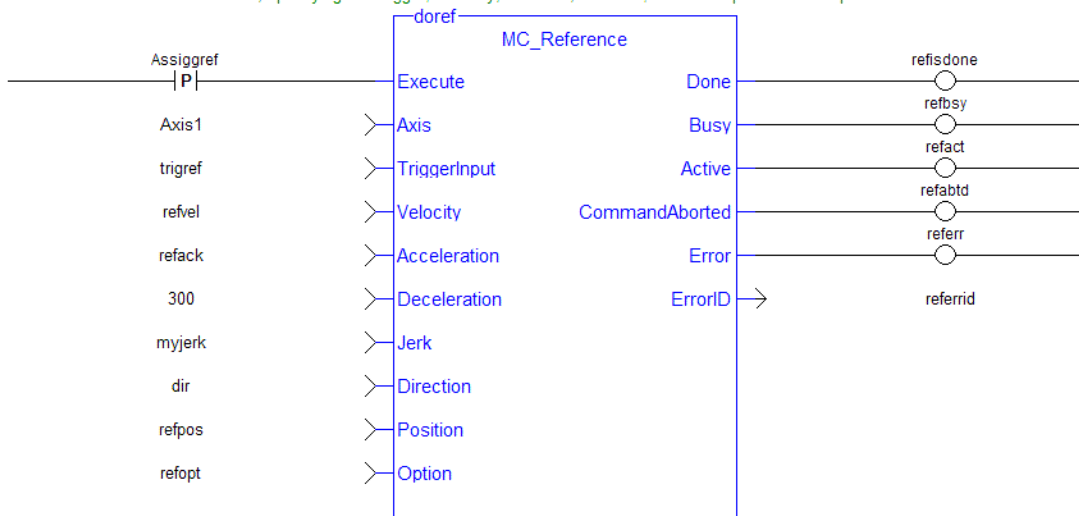 doref
MC_Reference
Assiggref
P
Execute
Done
refisdone
Axis1
Axis
Busy
refbsy
trigref
TriggerInput
Active
refact
refvel
Velocity
CommandAborted
refabtd
refack
Acceleration
Error
referr
300
Deceleration
ErrorID
referrid
myjerk
Jerk
dir
Direction
refpos
Position
refopt
Option